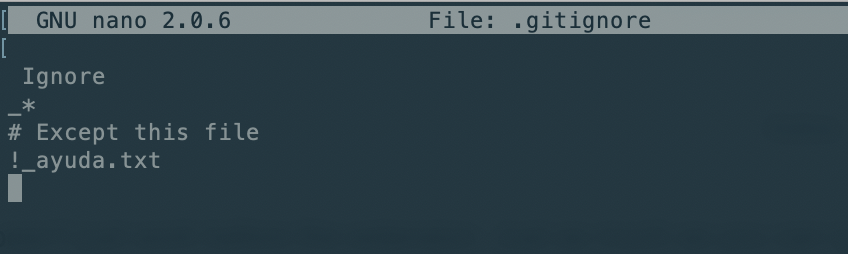 GNU nano 2.0.6 File: .gitignore
Ignore
_*
# Except this file
!_ayuda.txt